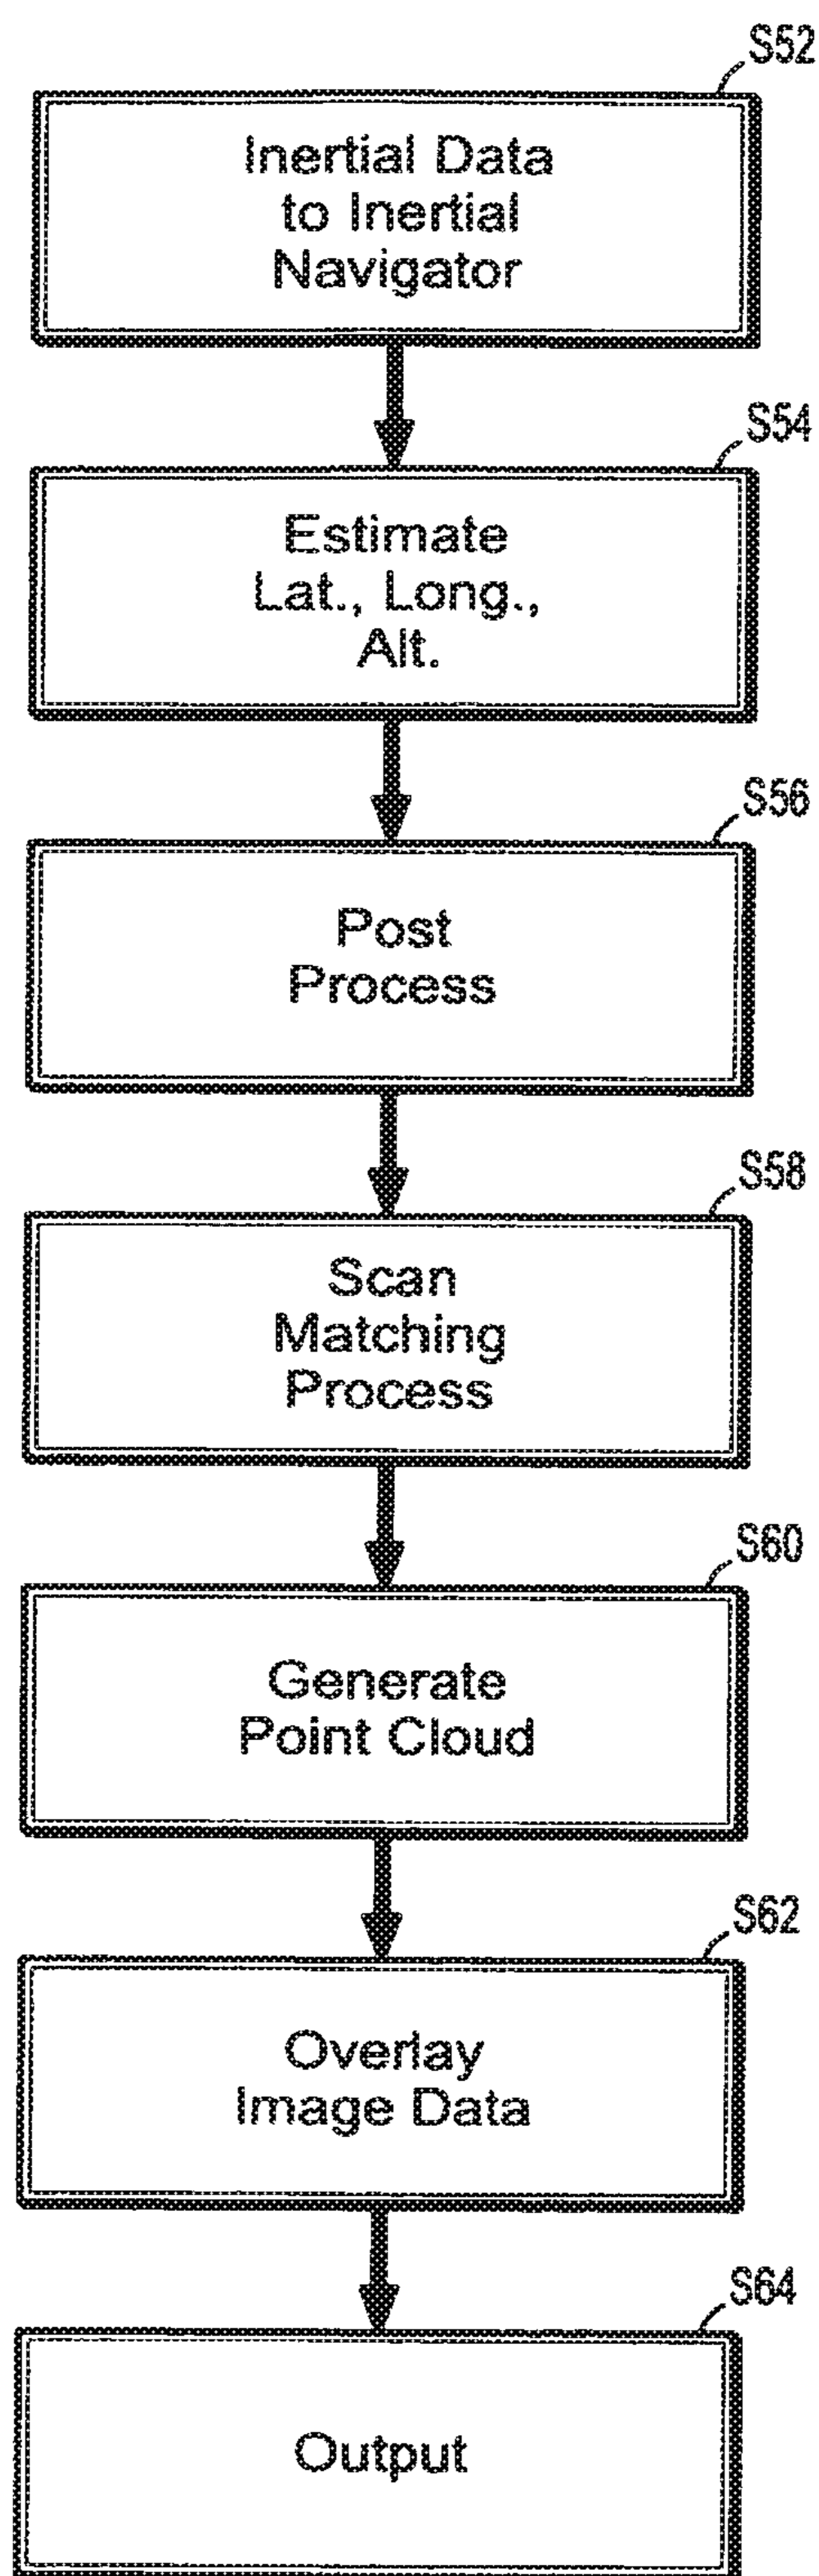 S52
Inertial Data
to Inertial
Navigator
S54
Estimate
Lat., Long.,
Alt.
S56
Post
Process
S58
Scan
Matching
Process
S60
Generate
Point Cloud
S62
Overlay
Image Data
S64
Output